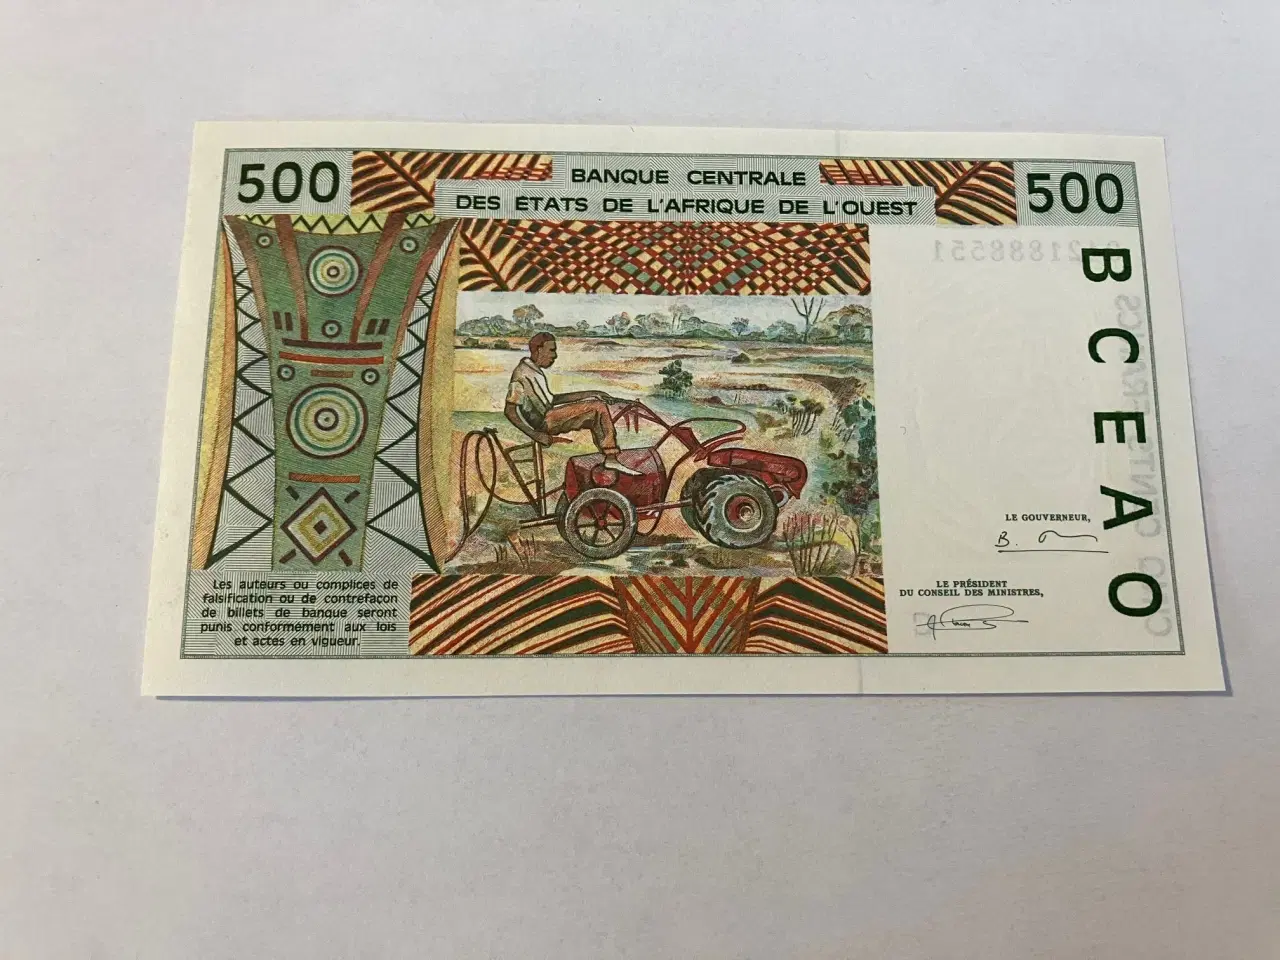 500
BANQUE CENTRALE
DES ETATS DE L'AFRIQUE DE L'OUEST
500
BCEAO
LE GOUVERNEUR,
LE PRÉSIDENT
DU CONSEIL DES MINISTRES,
Les auteurs ou complices de
falsification ou de contrefaçon
de billets de banque seront
punis conformément aux lois
et actes en vigueur.